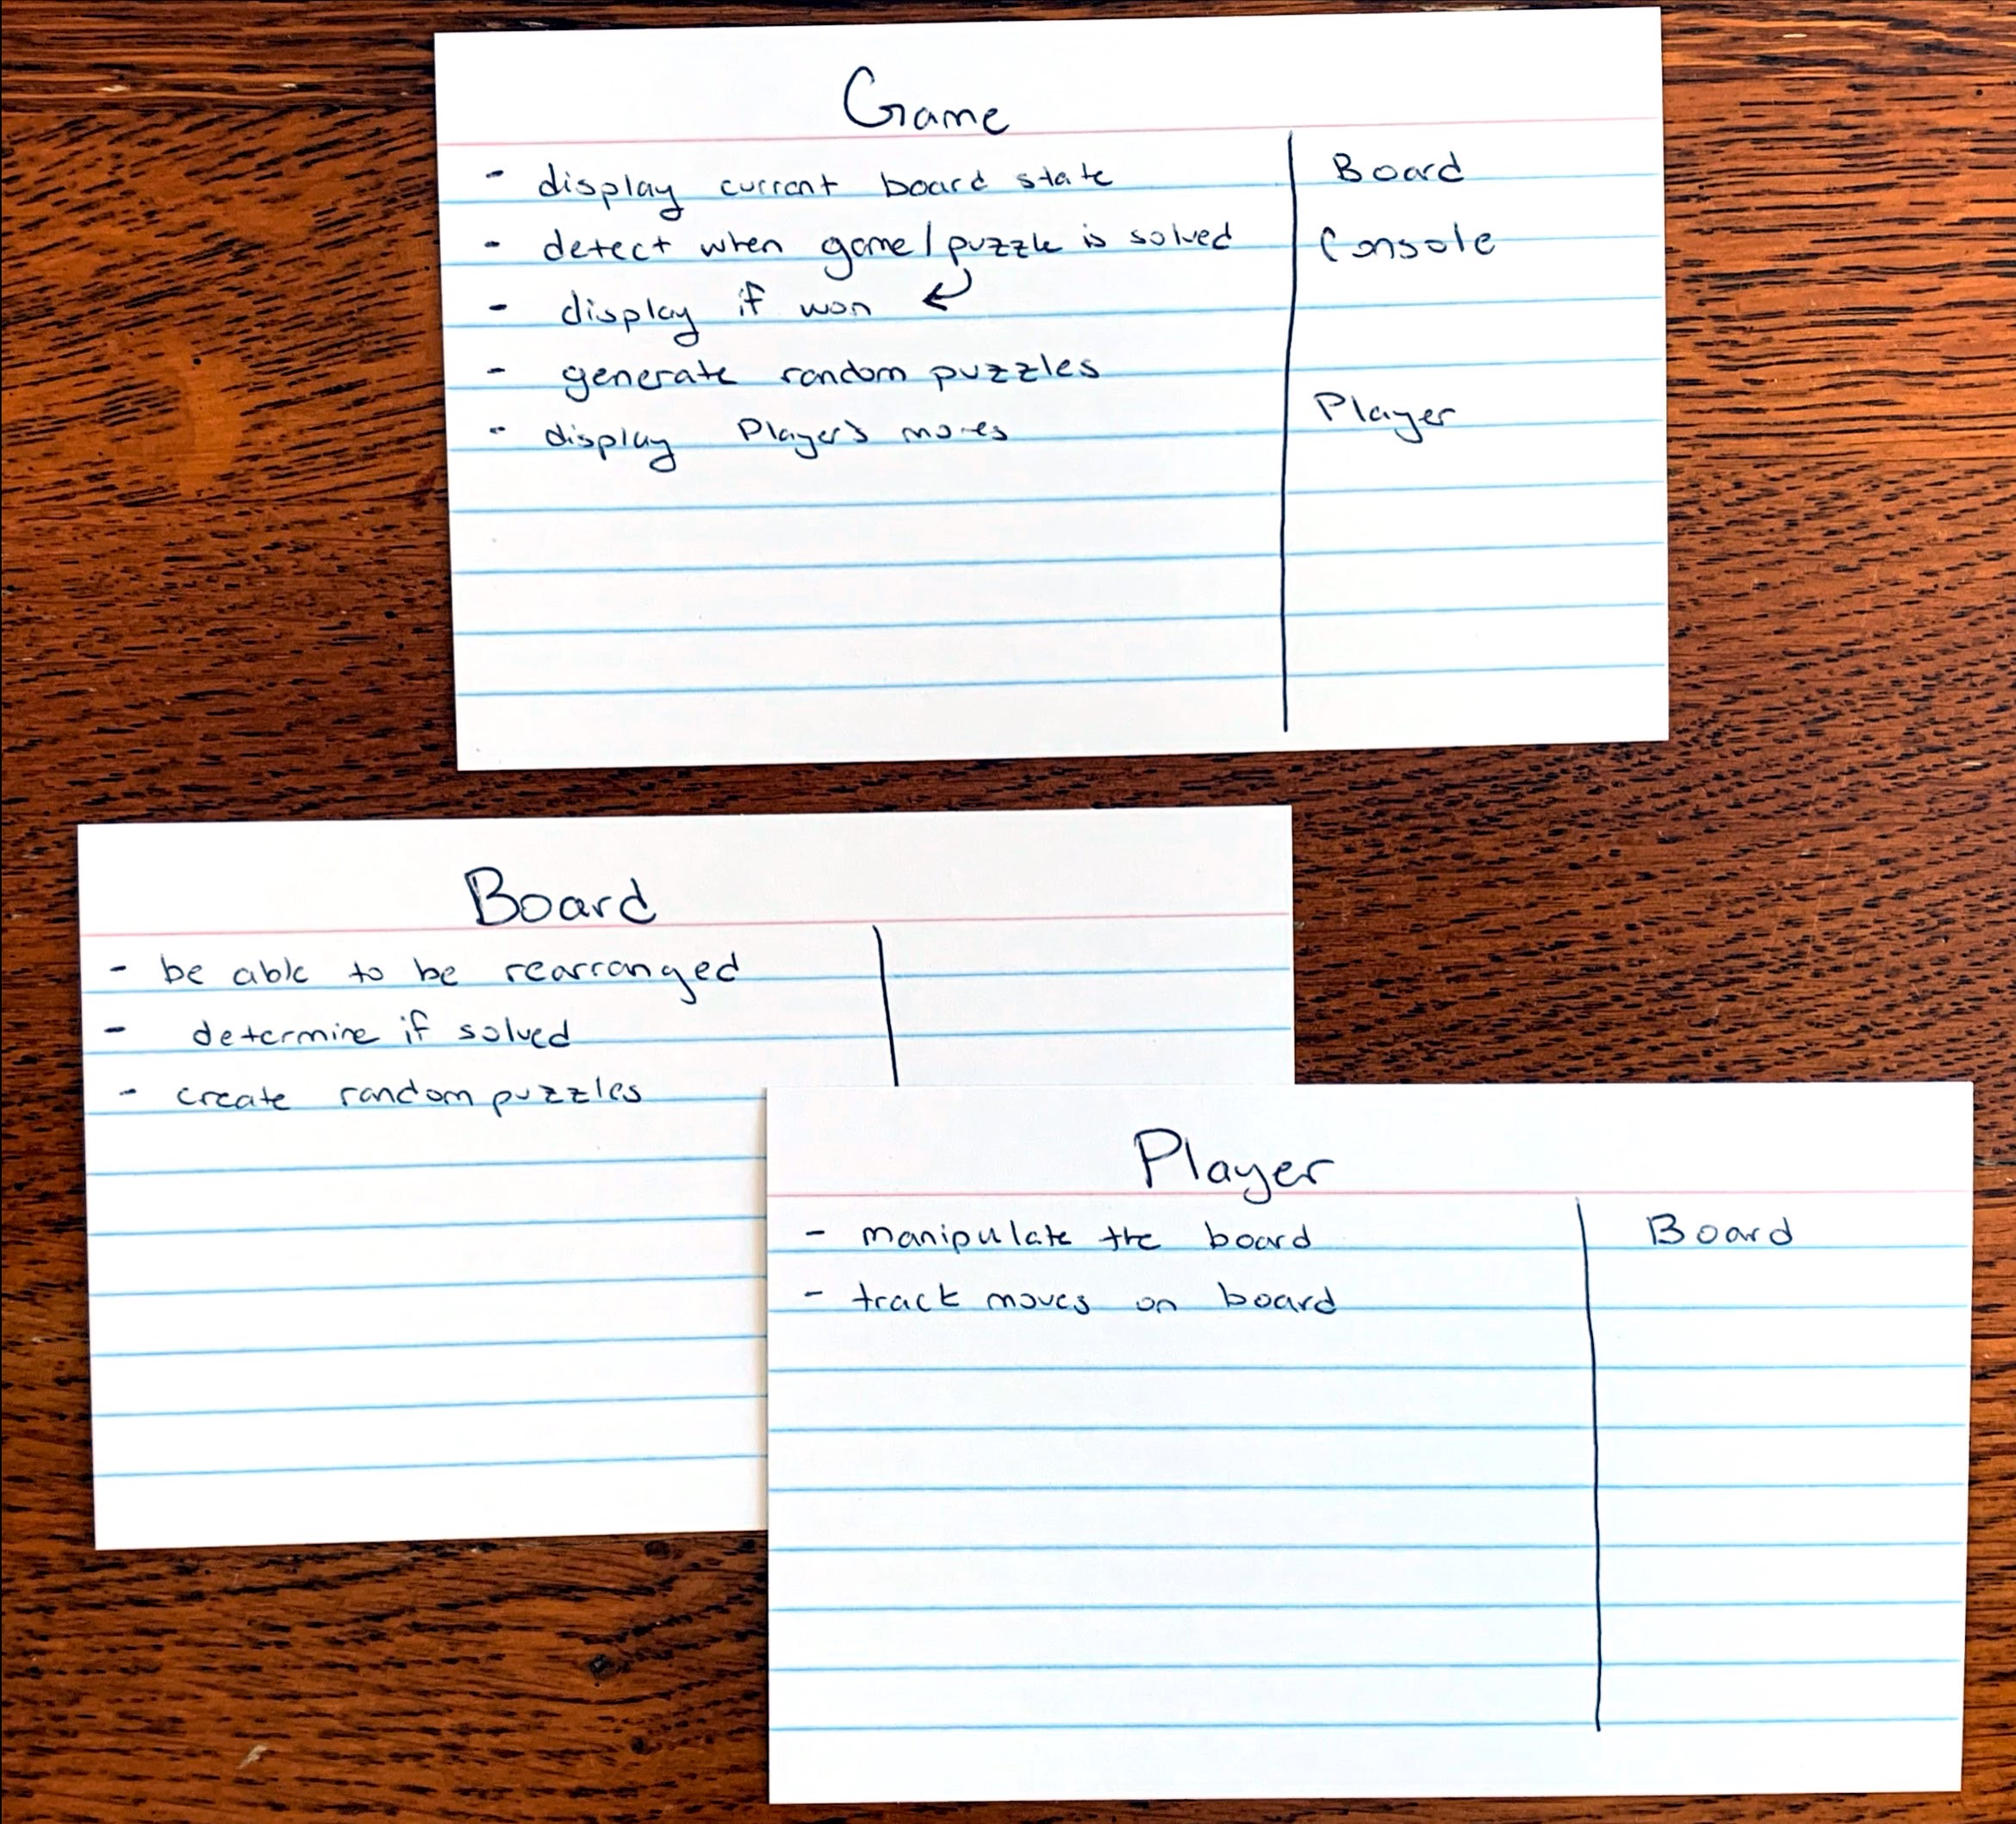 Game
- display current board state
Board
- detect when game/puzzle is solved
Console
- display if won
- generate random puzzles
- display Player's moves
Player
Board
- be able to be rearranged
- determine if solved
- create random puzzles
Player
- manipulate the board
Board
- track moves on board